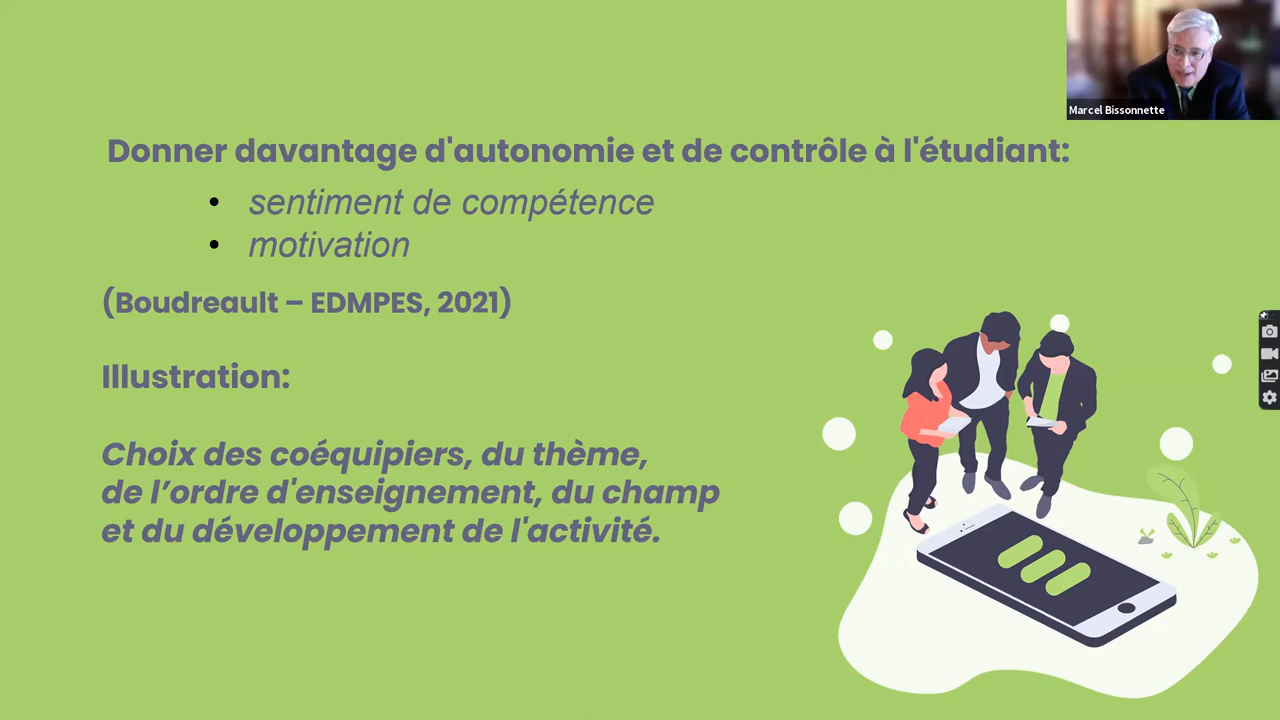 Marcel Bissonnette
Donner davantage d'autonomie et de contrôle à l'étudiant:
• sentiment de compétence
• motivation
(Boudreault – EDMPES, 2021)
Illustration:
Choix des coéquipiers, du thème,
de l’ordre d'enseignement, du champ
et du développement de l'activité.